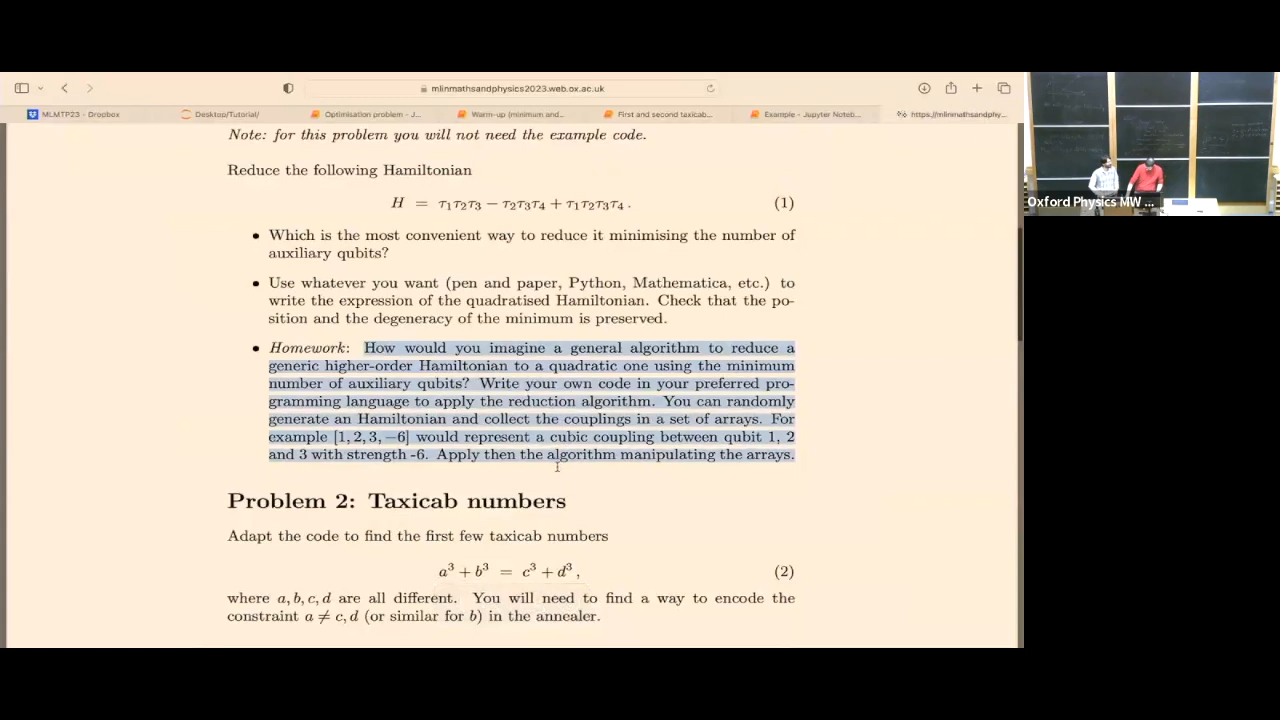 mlinmathsandphysics2023.web.ox.ac.uk
MLMTP23 - Dropbox
Desktop/Tutorial/
Optimisation problem - J...
Warm-up (minimum and...
First and second taxicab...
Example - Jupyter Noteb...
https://mlinmathsandphy...
Note: for this problem you will not need the example code.
Reduce the following Hamiltonian
H = τ1τ2τ3 − τ2τ3τ4 + τ1τ2τ3τ4 . (1)
• Which is the most convenient way to reduce it minimising the number of
auxiliary qubits?
• Use whatever you want (pen and paper, Python, Mathematica, etc.) to
write the expression of the quadratised Hamiltonian. Check that the po-
sition and the degeneracy of the minimum is preserved.
• Homework: How would you imagine a general algorithm to reduce a
generic higher-order Hamiltonian to a quadratic one using the minimum
number of auxiliary qubits? Write your own code in your preferred pro-
gramming language to apply the reduction algorithm. You can randomly
generate an Hamiltonian and collect the couplings in a set of arrays. For
example [1, 2, 3, −6] would represent a cubic coupling between qubit 1, 2
and 3 with strength -6. Apply then the algorithm manipulating the arrays.
Problem 2: Taxicab numbers
Adapt the code to find the first few taxicab numbers
a³ + b³ = c³ + d³ , (2)
where a, b, c, d are all different. You will need to find a way to encode the
constraint a ≠ c, d (or similar for b) in the annealer.
Oxford Physics MW ...